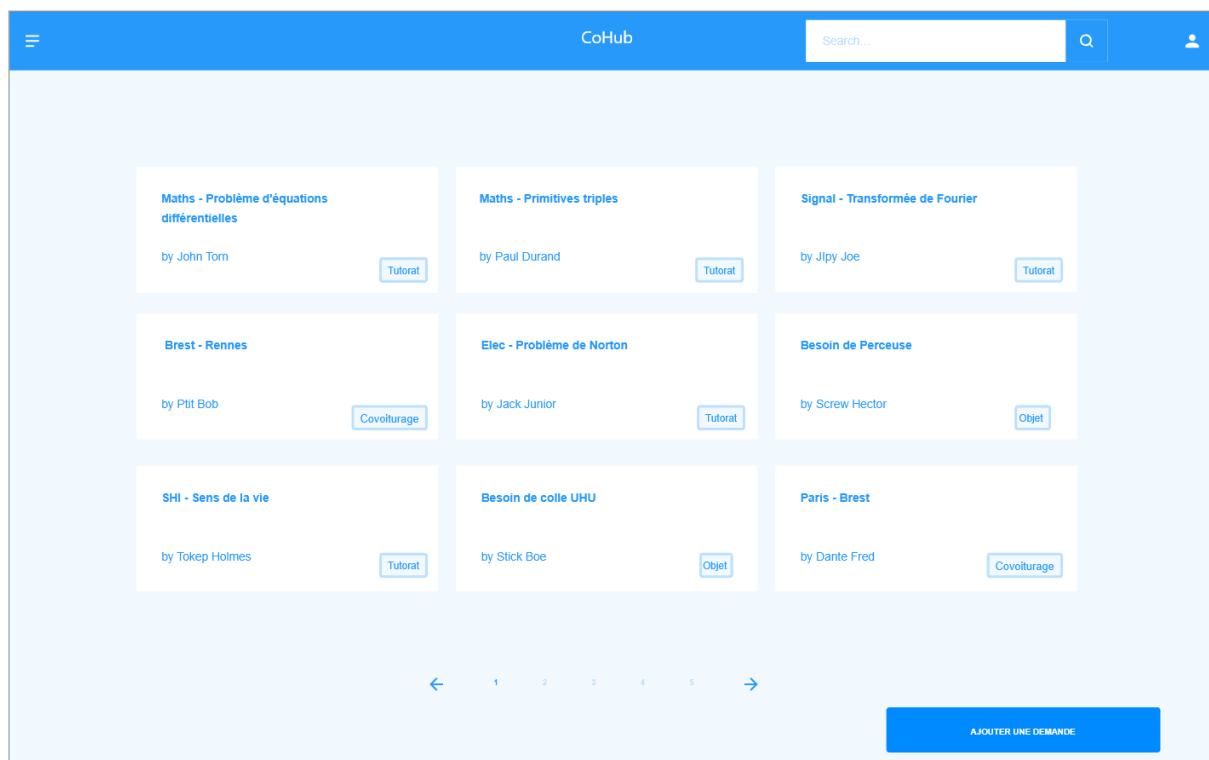 CoHub
Search...
Maths - Problème d'équations
différentielles
by John Torn
Tutorat
Maths - Primitives triples
by Paul Durand
Tutorat
Signal - Transformée de Fourier
by JIpy Joe
Tutorat
Brest - Rennes
by Ptit Bob
Covoiturage
Elec - Problème de Norton
by Jack Junior
Tutorat
Besoin de Perceuse
by Screw Hector
Objet
SHI - Sens de la vie
by Tokep Holmes
Tutorat
Besoin de colle UHU
by Stick Boe
Objet
Paris - Brest
by Dante Fred
Covoiturage
1 2 3 4 5
AJOUTER UNE DEMANDE